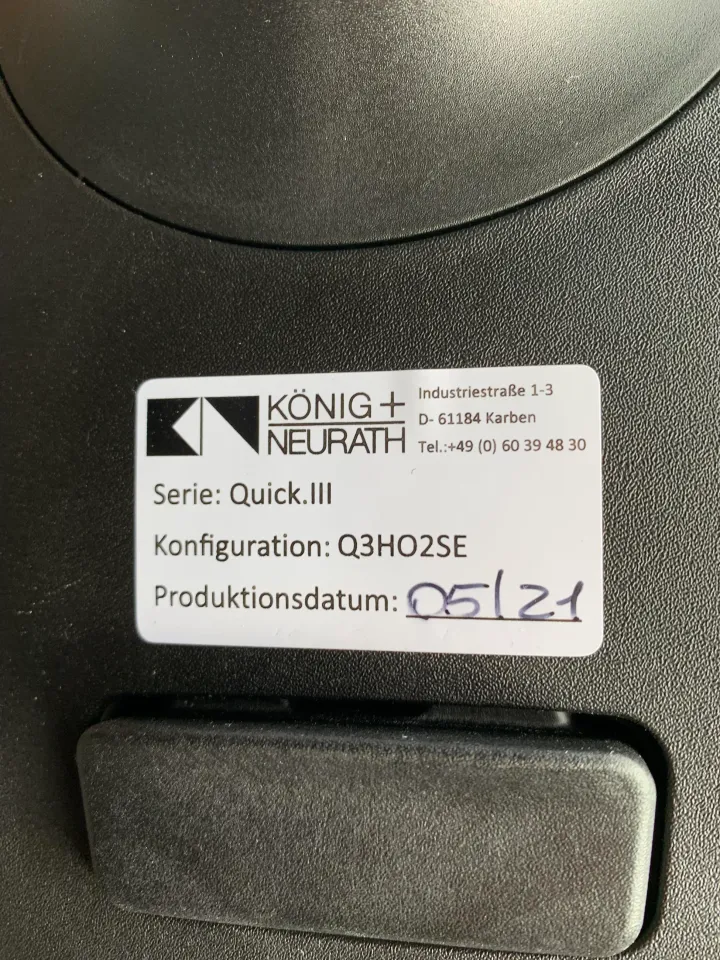 KÖNIG +
NEURATH
Industriestraße 1-3
D- 61184 Karben
Tel.:+49 (0) 60 39 48 30
Serie: Quick.III
Konfiguration: Q3HO2SE
Produktionsdatum: 05/21